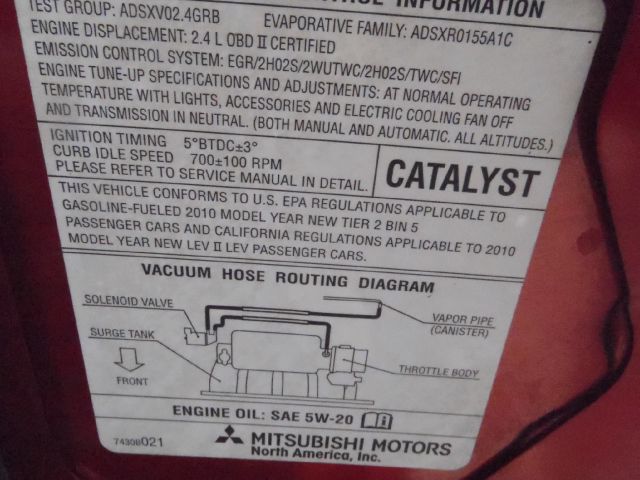 INFORMATION
TEST GROUP: ADSXV02.4GRB EVAPORATIVE FAMILY: ADSXR0155A1C
ENGINE DISPLACEMENT: 2.4 L OBD II CERTIFIED
EMISSION CONTROL SYSTEM: EGR/2HO2S/2WUTWC/2HO2S/TWC/SFI
ENGINE TUNE-UP SPECIFICATIONS AND ADJUSTMENTS: AT NORMAL OPERATING
TEMPERATURE WITH LIGHTS, ACCESSORIES AND ELECTRIC COOLING FAN OFF
AND TRANSMISSION IN NEUTRAL. (BOTH MANUAL AND AUTOMATIC. ALL ALTITUDES.)
IGNITION TIMING 5°BTDC±3°
CURB IDLE SPEED 700±100 RPM
PLEASE REFER TO SERVICE MANUAL IN DETAIL.
CATALYST
THIS VEHICLE CONFORMS TO U.S. EPA REGULATIONS APPLICABLE TO
GASOLINE-FUELED 2010 MODEL YEAR NEW TIER 2 BIN 5
PASSENGER CARS AND CALIFORNIA REGULATIONS APPLICABLE TO 2010
MODEL YEAR NEW LEV II LEV PASSENGER CARS.
VACUUM HOSE ROUTING DIAGRAM
SOLENOID VALVE
VAPOR PIPE
(CANISTER)
SURGE TANK
THROTTLE BODY
FRONT
ENGINE OIL: SAE 5W-20
7430B021
MITSUBISHI MOTORS
North America, Inc.